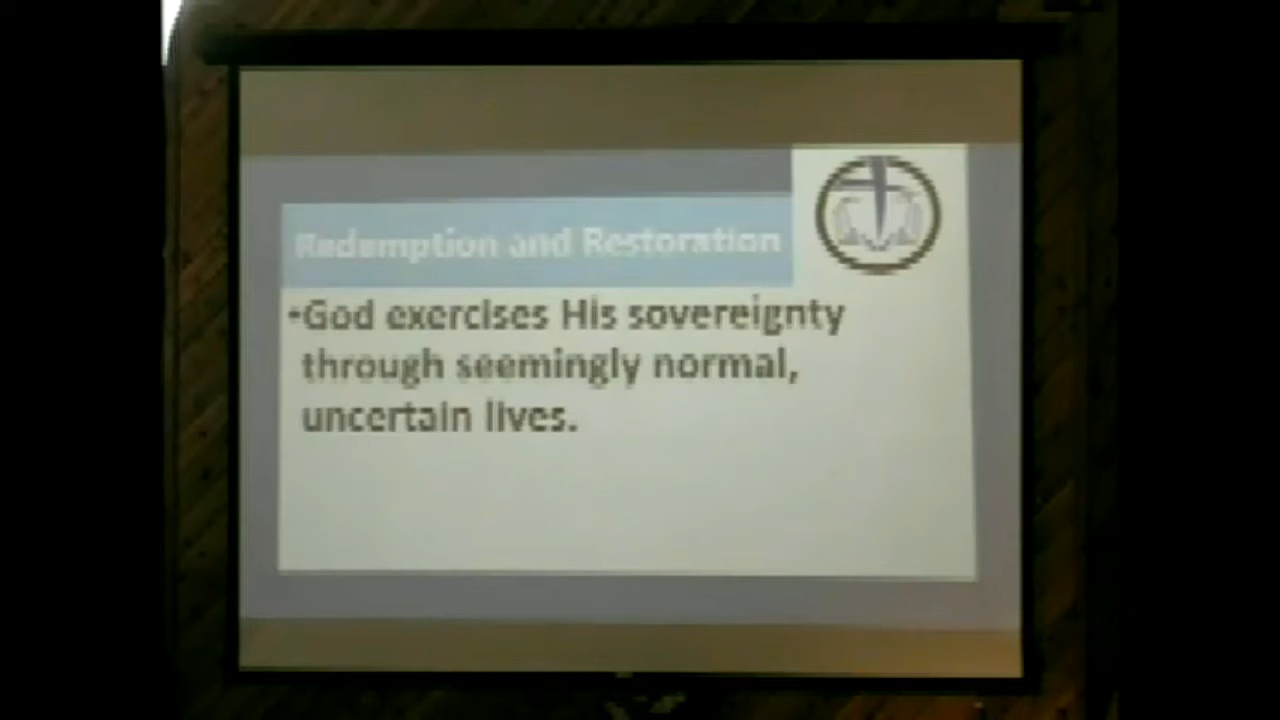 Redemption and Restoration
•God exercises His sovereignty
through seemingly normal,
uncertain lives.